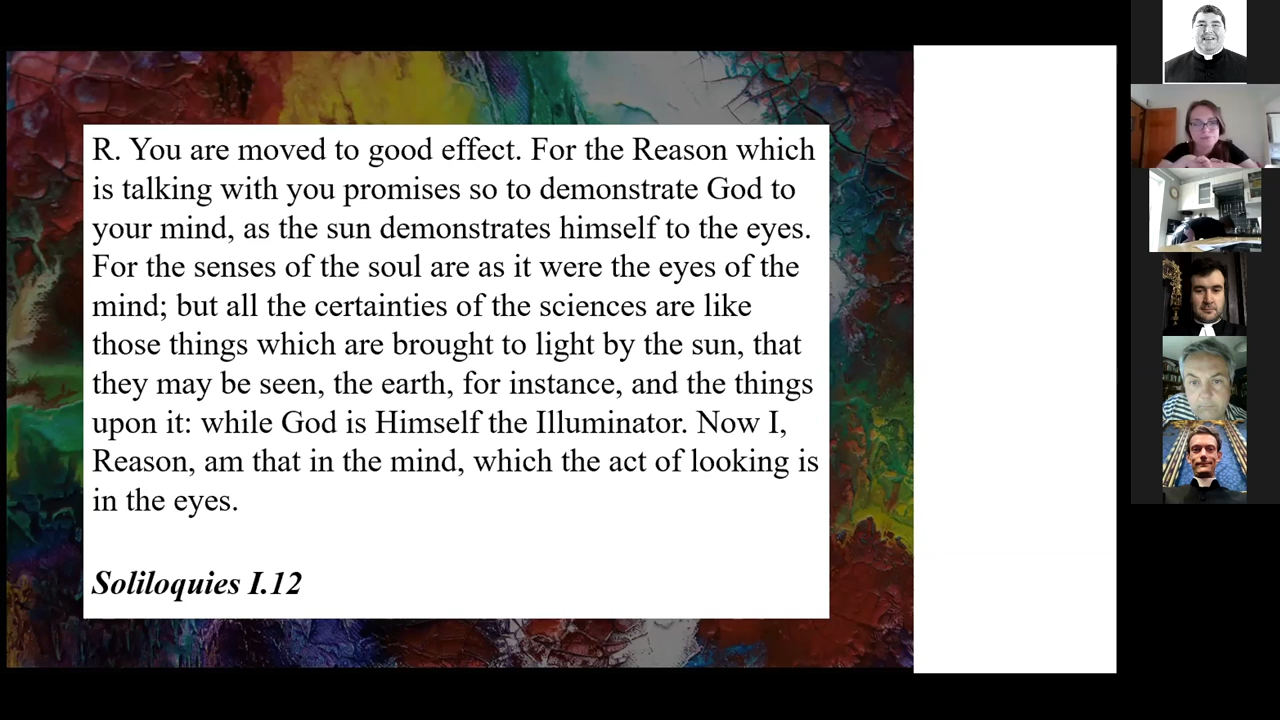 R. You are moved to good effect. For the Reason which
is talking with you promises so to demonstrate God to
your mind, as the sun demonstrates himself to the eyes.
For the senses of the soul are as it were the eyes of the
mind; but all the certainties of the sciences are like
those things which are brought to light by the sun, that
they may be seen, the earth, for instance, and the things
upon it: while God is Himself the Illuminator. Now I,
Reason, am that in the mind, which the act of looking is
in the eyes.
Soliloquies I.12